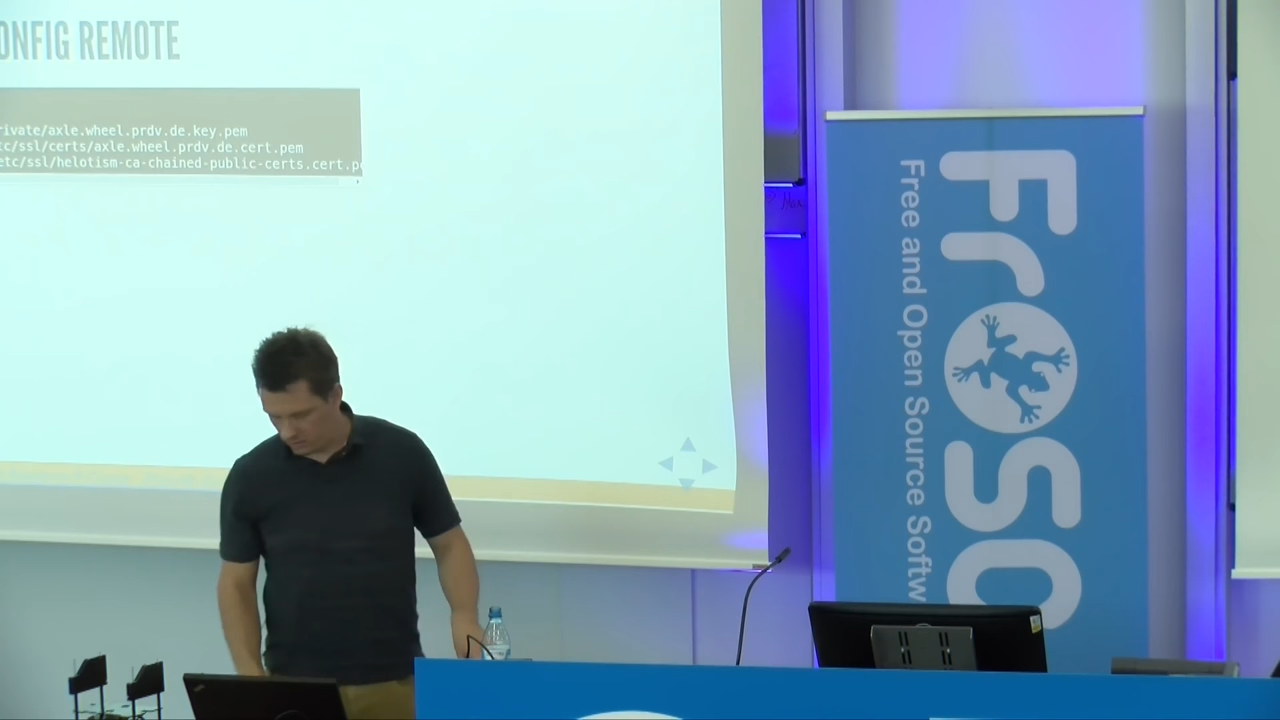 ONFIG REMOTE
rivate/axle.wheel.prdv.de.key.pem
tc/ssl/certs/axle.wheel.prdv.de.cert.pem
etc/ssl/helotism-ca-chained-public-certs.cert.pe
FrOSC
Free and Open Source Softw